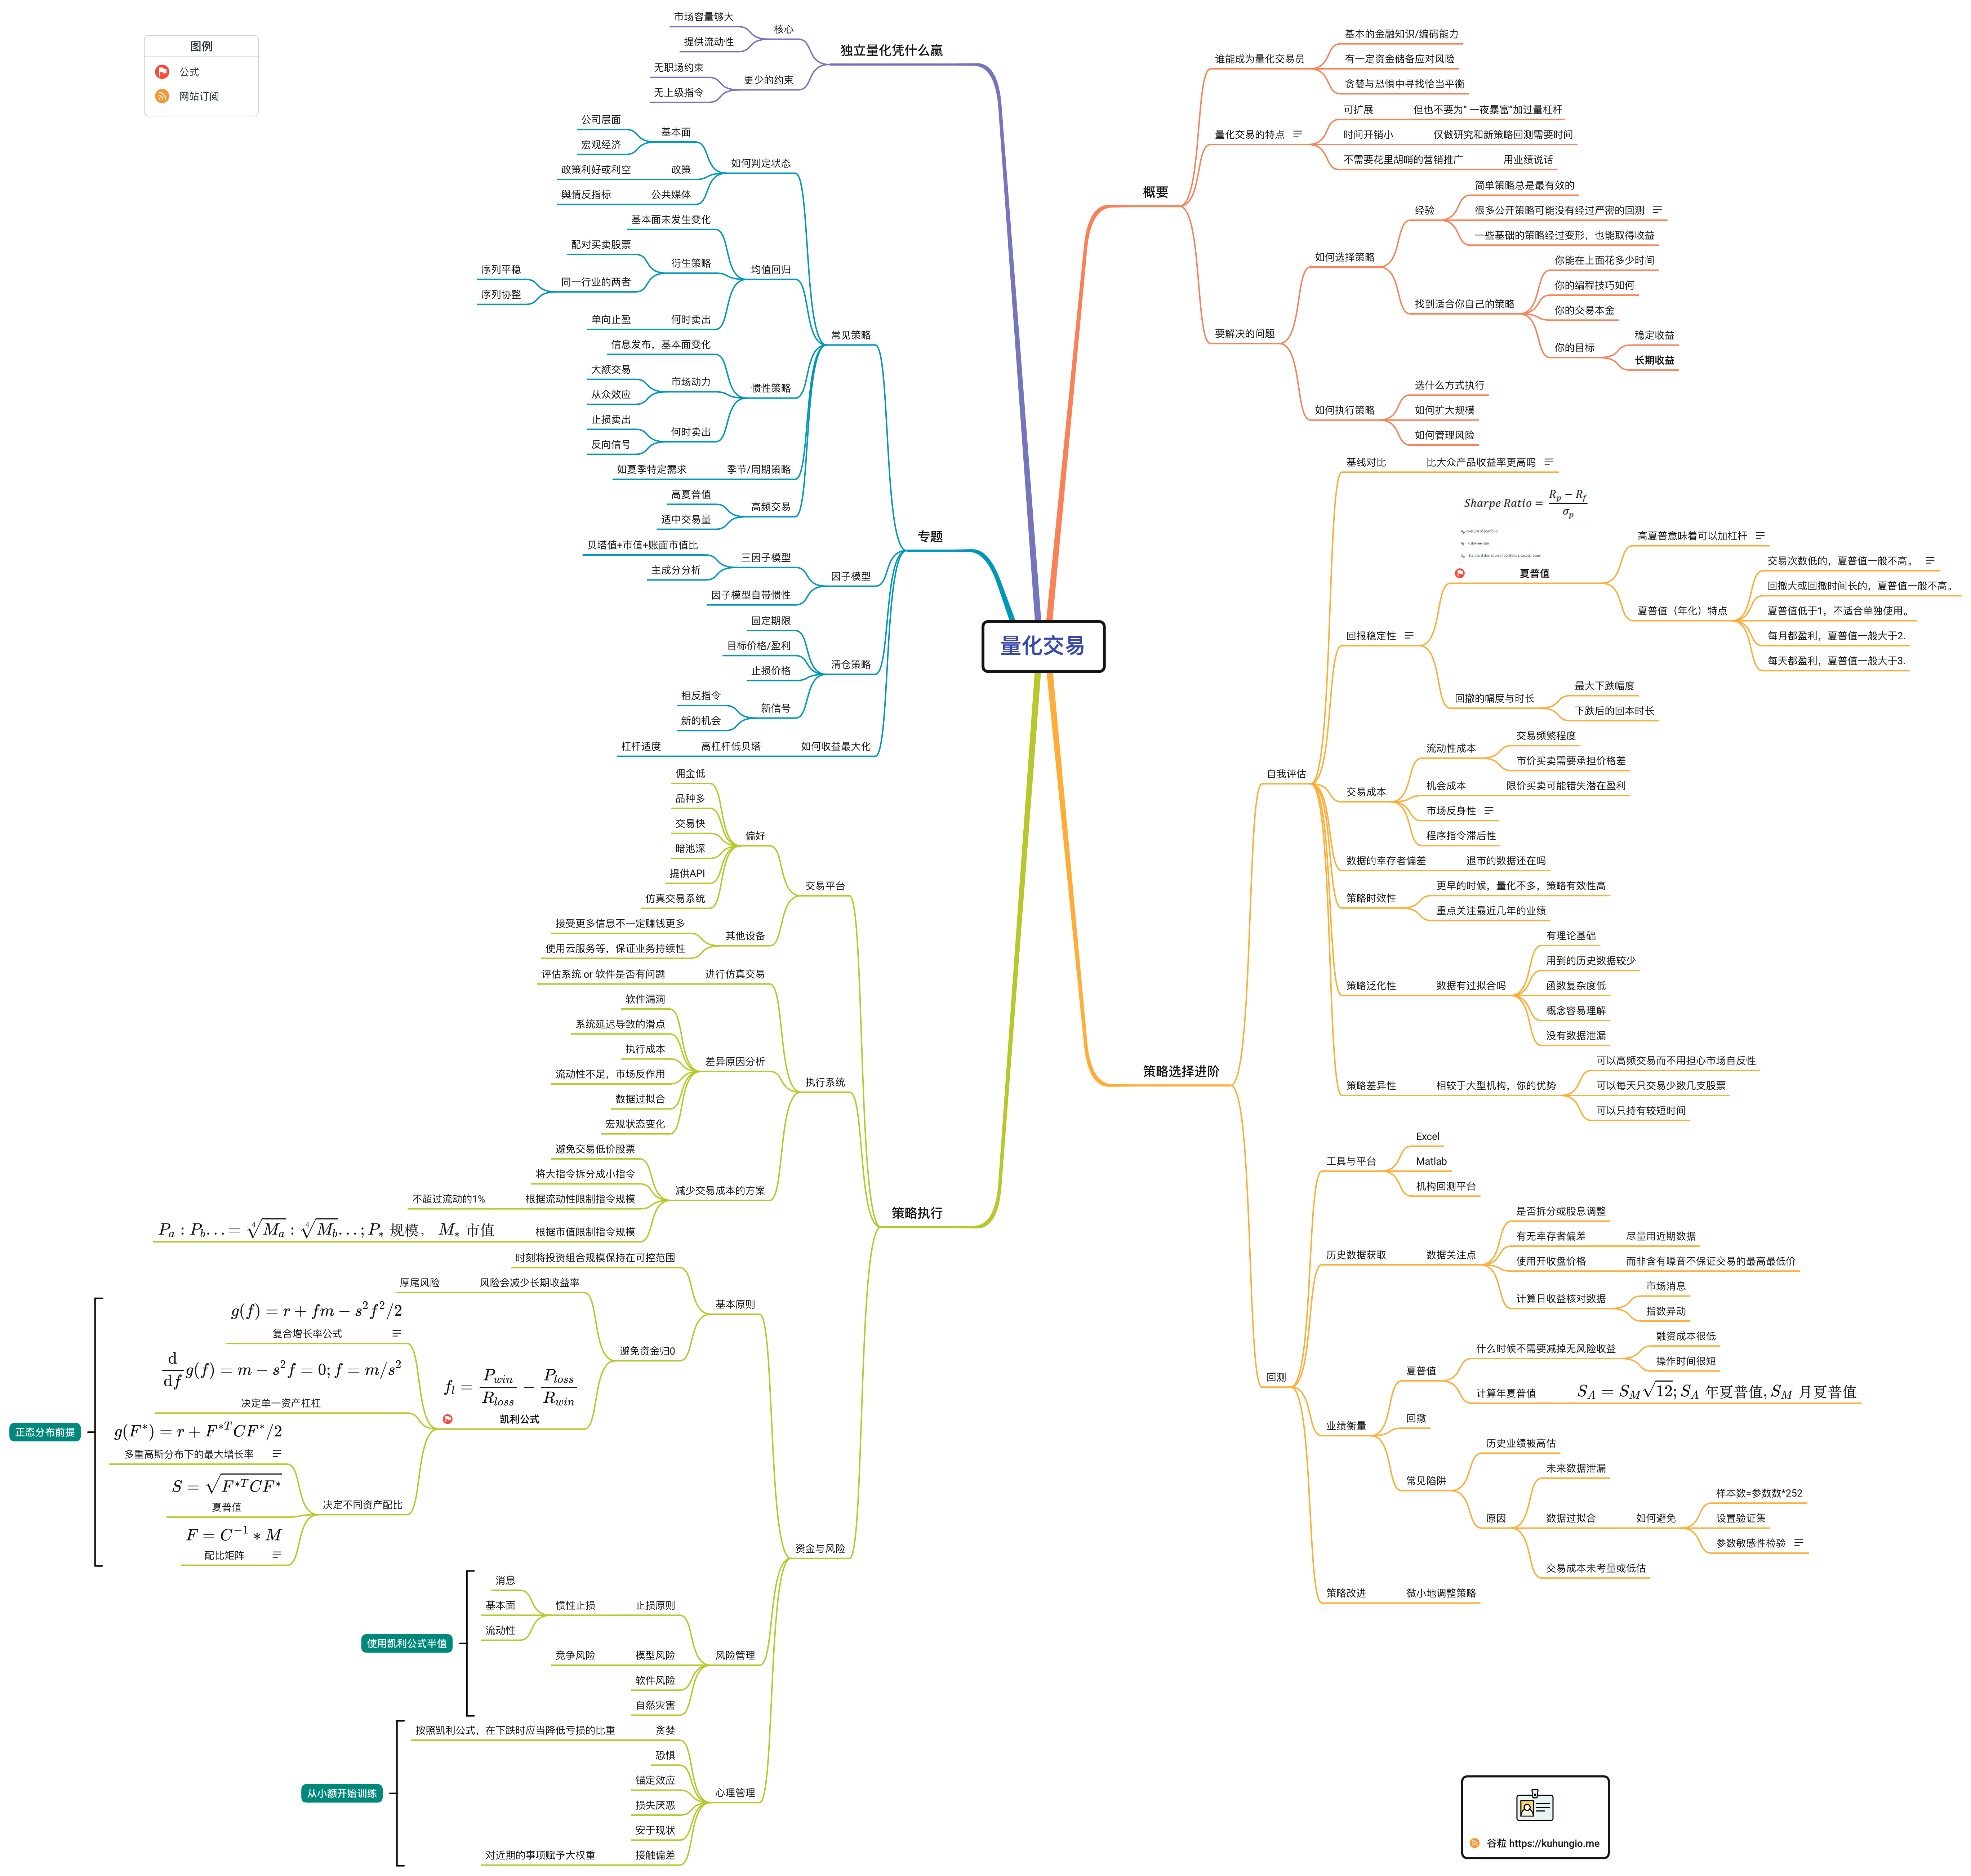 图例
公式
网站订阅
量化交易
独立量化凭什么赢
核心
市场容量够大
提供流动性
更少的约束
无职场约束
无上级指令
专题
常见策略
如何判定状态
基本面
公司层面
宏观经济
政策
政策利好或利空
公共媒体
舆情反指标
均值回归
基本面未发生变化
衍生策略
配对买卖股票
同一行业的两者
序列平稳
序列协整
何时卖出
单向止盈
惯性策略
信息发布，基本面变化
市场动力
大额交易
从众效应
何时卖出
止损卖出
反向信号
季节/周期策略
如夏季特定需求
高频交易
高夏普值
适中交易量
因子模型
三因子模型
贝塔值+市值+账面市值比
主成分分析
因子模型自带惯性
清仓策略
固定期限
目标价格/盈利
止损价格
新信号
相反指令
新的机会
如何收益最大化
高杠杆低贝塔
杠杆适度
策略执行
交易平台
偏好
佣金低
品种多
交易快
暗池深
提供API
仿真交易系统
其他设备
接受更多信息不一定赚钱更多
使用云服务等，保证业务持续性
执行系统
进行仿真交易
评估系统 or 软件是否有问题
差异原因分析
软件漏洞
系统延迟导致的滑点
执行成本
流动性不足，市场反作用
数据过拟合
宏观状态变化
减少交易成本的方案
避免交易低价股票
将大指令拆分成小指令
根据流动性限制指令规模
不超过流动的1%
根据市值限制指令规模
P_a : P_b... = ∜M_a : ∜M_b...; P_* 规模， M_* 市值
资金与风险
基本原则
时刻将投资组合规模保持在可控范围
避免资金归0
风险会减少长期收益率
厚尾风险
f_l = P_win/R_loss − P_loss/R_win
凯利公式
g(f) = r + fm − s²f²/2
复合增长率公式
d/df g(f) = m − s²f = 0; f = m/s²
决定单一资产杠杠
决定不同资产配比
g(F*) = r + F*ᵀCF*/2
多重高斯分布下的最大增长率
S = √(F*ᵀCF*)
夏普值
F = C⁻¹ * M
配比矩阵
正态分布前提
风险管理
止损原则
惯性止损
消息
基本面
流动性
模型风险
竞争风险
软件风险
自然灾害
使用凯利公式半值
心理管理
贪婪
按照凯利公式，在下跌时应当降低亏损的比重
恐惧
锚定效应
损失厌恶
安于现状
接触偏差
对近期的事项赋予大权重
从小额开始训练
概要
谁能成为量化交易员
基本的金融知识/编码能力
有一定资金储备应对风险
贪婪与恐惧中寻找恰当平衡
量化交易的特点
可扩展
但也不要为“ 一夜暴富”加过量杠杆
时间开销小
仅做研究和新策略回测需要时间
不需要花里胡哨的营销推广
用业绩说话
要解决的问题
如何选择策略
经验
简单策略总是最有效的
很多公开策略可能没有经过严密的回测
一些基础的策略经过变形，也能取得收益
找到适合你自己的策略
你能在上面花多少时间
你的编程技巧如何
你的交易本金
你的目标
稳定收益
长期收益
如何执行策略
选什么方式执行
如何扩大规模
如何管理风险
策略选择进阶
自我评估
基线对比
比大众产品收益率更高吗
回报稳定性
Sharpe Ratio = (R_p − R_f)/σ_p
R_p = Return of portfolio
R_f = Risk-Free rate
σ_p = Standard deviation of portfolio's excess return
夏普值
高夏普意味着可以加杠杆
夏普值（年化）特点
交易次数低的，夏普值一般不高。
回撤大或回撤时间长的，夏普值一般不高。
夏普值低于1，不适合单独使用。
每月都盈利，夏普值一般大于2.
每天都盈利，夏普值一般大于3.
回撤的幅度与时长
最大下跌幅度
下跌后的回本时长
交易成本
流动性成本
交易频繁程度
市价买卖需要承担价格差
机会成本
限价买卖可能错失潜在盈利
市场反身性
程序指令滞后性
数据的幸存者偏差
退市的数据还在吗
策略时效性
更早的时候，量化不多，策略有效性高
重点关注最近几年的业绩
策略泛化性
数据有过拟合吗
有理论基础
用到的历史数据较少
函数复杂度低
概念容易理解
没有数据泄漏
策略差异性
相较于大型机构，你的优势
可以高频交易而不用担心市场自反性
可以每天只交易少数几支股票
可以只持有较短时间
回测
工具与平台
Excel
Matlab
机构回测平台
历史数据获取
数据关注点
是否拆分或股息调整
有无幸存者偏差
尽量用近期数据
使用开收盘价格
而非含有噪音不保证交易的最高最低价
计算日收益核对数据
市场消息
指数异动
业绩衡量
夏普值
什么时候不需要减掉无风险收益
融资成本很低
操作时间很短
计算年夏普值
S_A = S_M√12; S_A 年夏普值, S_M 月夏普值
回撤
常见陷阱
历史业绩被高估
原因
未来数据泄漏
数据过拟合
如何避免
样本数=参数数*252
设置验证集
参数敏感性检验
交易成本未考量或低估
策略改进
微小地调整策略
谷粒 https://kuhungio.me